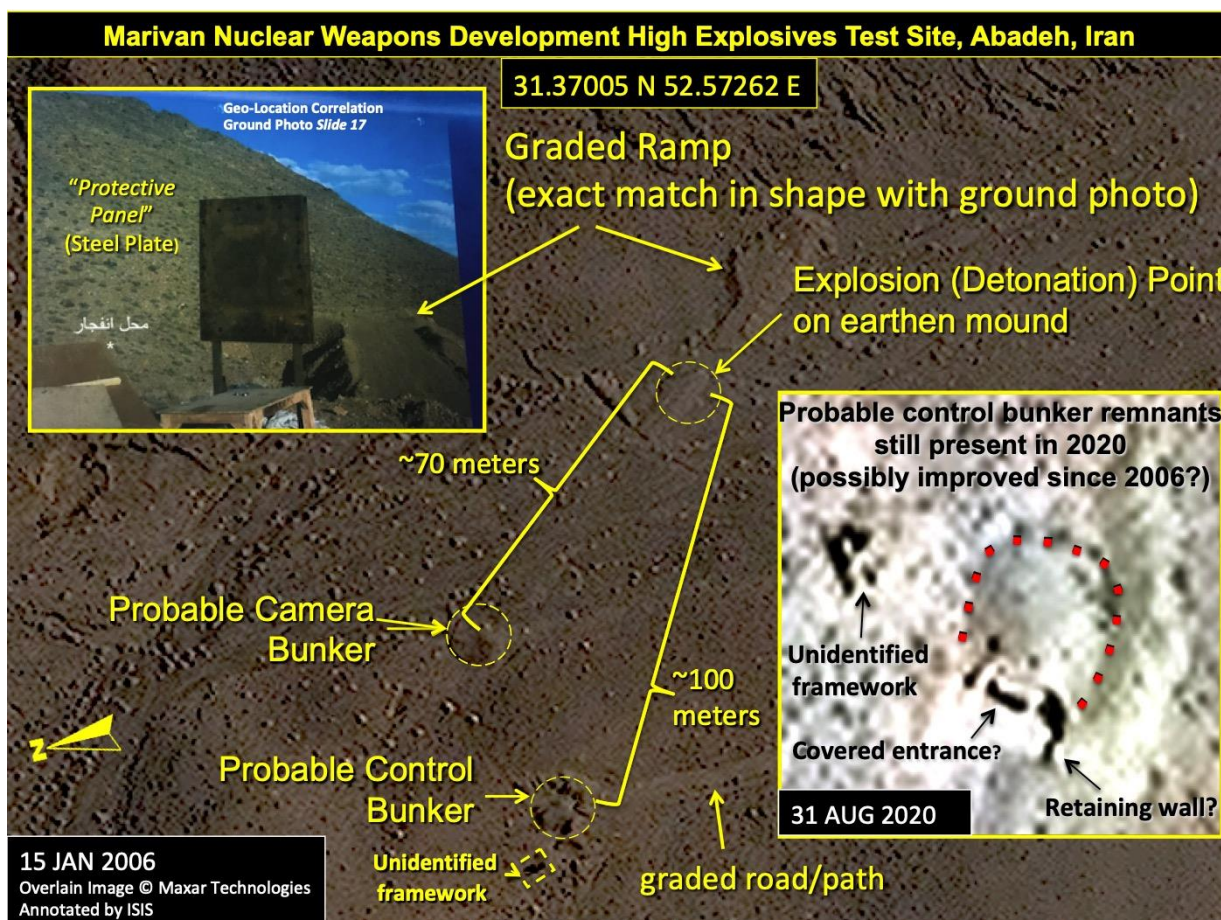 Marivan Nuclear Weapons Development High Explosives Test Site, Abadeh, Iran
31.37005 N 52.57262 E
Geo-Location Correlation
Ground Photo Slide 17
“Protective
Panel”
(Steel Plate)
محل انفجار
*
Graded Ramp
(exact match in shape with ground photo)
Explosion (Detonation) Point
on earthen mound
~70 meters
Probable Camera
Bunker
~100
meters
N
Probable Control
Bunker
Unidentified
framework
graded road/path
15 JAN 2006
Overlain Image © Maxar Technologies
Annotated by ISIS
Probable control bunker remnants
still present in 2020
(possibly improved since 2006?)
Unidentified
framework
Covered entrance?
Retaining wall?
31 AUG 2020